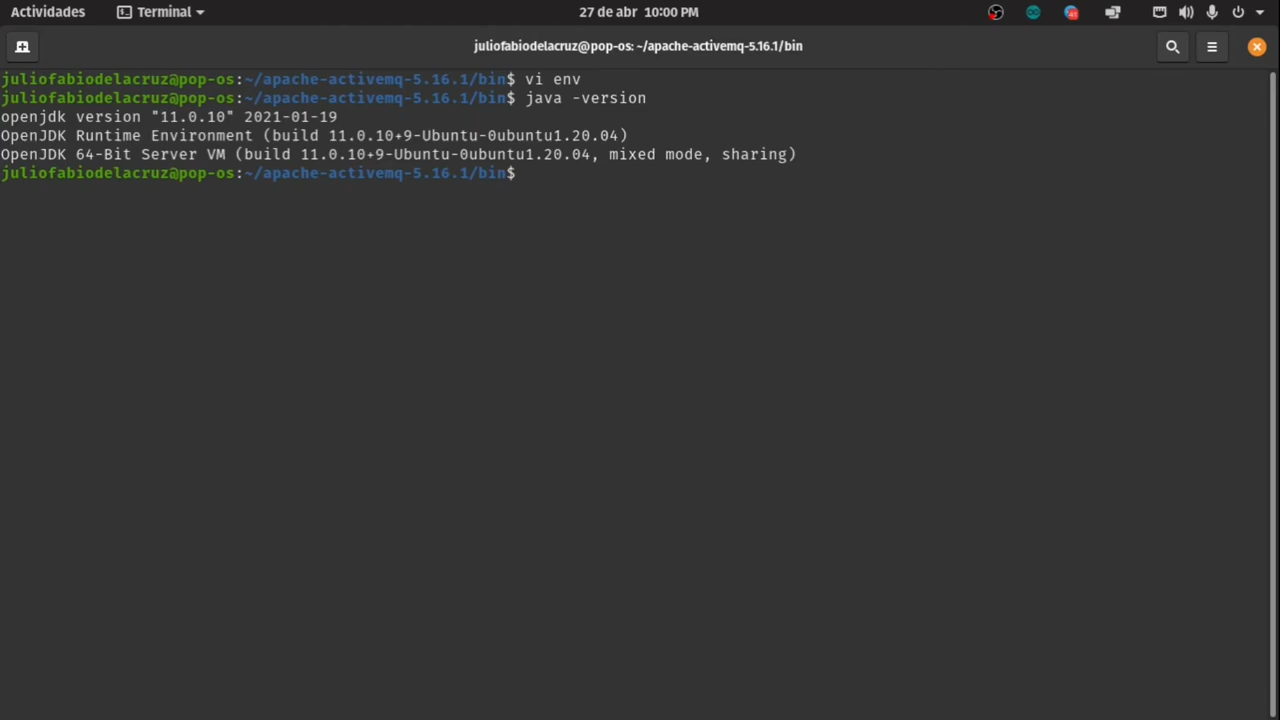 Actividades Terminal 27 de abr 10:00 PM
juliofabiodelacruz@pop-os: ~/apache-activemq-5.16.1/bin
juliofabiodelacruz@pop-os:~/apache-activemq-5.16.1/bin$ vi env
juliofabiodelacruz@pop-os:~/apache-activemq-5.16.1/bin$ java -version
openjdk version "11.0.10" 2021-01-19
OpenJDK Runtime Environment (build 11.0.10+9-Ubuntu-0ubuntu1.20.04)
OpenJDK 64-Bit Server VM (build 11.0.10+9-Ubuntu-0ubuntu1.20.04, mixed mode, sharing)
juliofabiodelacruz@pop-os:~/apache-activemq-5.16.1/bin$